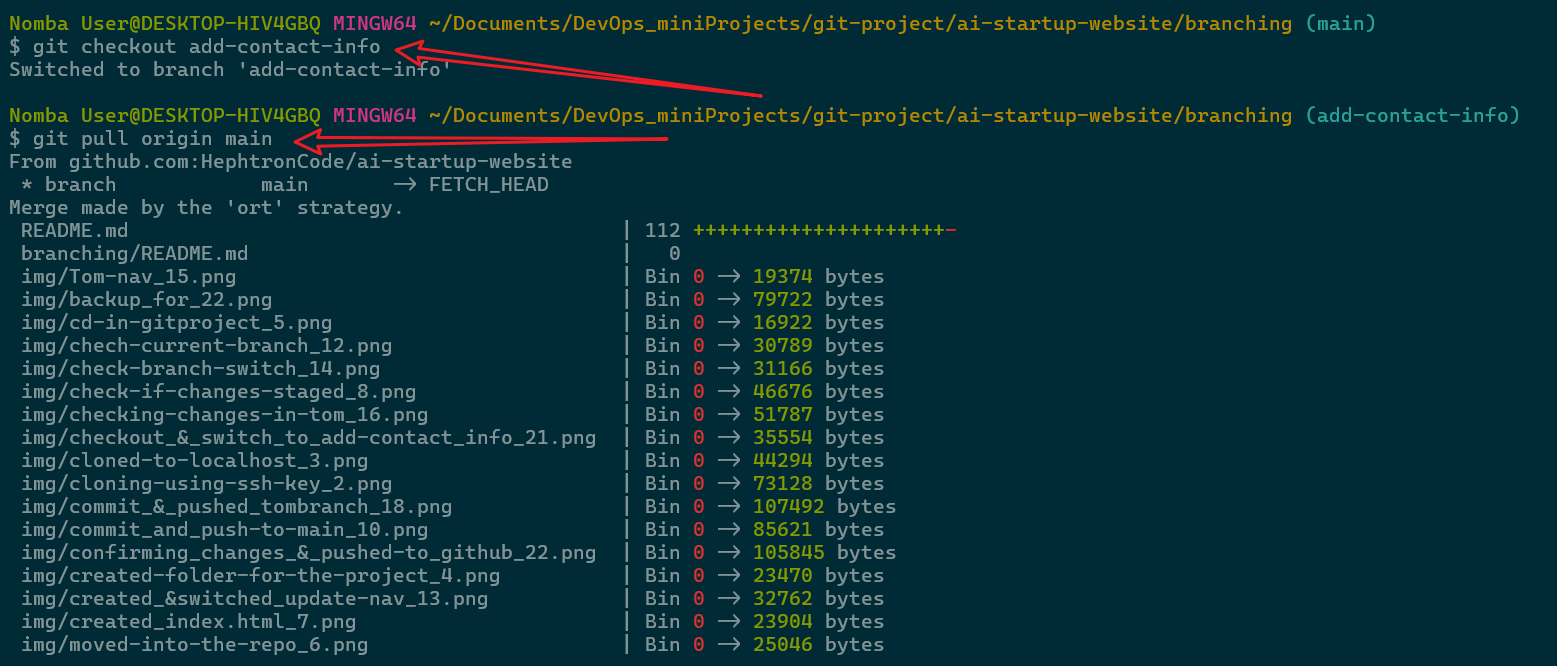 Nomba User@DESKTOP-HIV4GBQ MINGW64 ~/Documents/DevOps_miniProjects/git-project/ai-startup-website/branching (main)
$ git checkout add-contact-info
Switched to branch 'add-contact-info'
Nomba User@DESKTOP-HIV4GBQ MINGW64 ~/Documents/DevOps_miniProjects/git-project/ai-startup-website/branching (add-contact-info)
$ git pull origin main
From github.com:HephtronCode/ai-startup-website
 * branch            main       -> FETCH_HEAD
Merge made by the 'ort' strategy.
 README.md                                         | 112 +++++++++++++++++++++-
 branching/README.md                               |   0
 img/Tom-nav_15.png                                | Bin 0 -> 19374 bytes
 img/backup_for_22.png                             | Bin 0 -> 79722 bytes
 img/cd-in-gitproject_5.png                        | Bin 0 -> 16922 bytes
 img/chech-current-branch_12.png                   | Bin 0 -> 30789 bytes
 img/check-branch-switch_14.png                    | Bin 0 -> 31166 bytes
 img/check-if-changes-staged_8.png                 | Bin 0 -> 46676 bytes
 img/checking-changes-in-tom_16.png                | Bin 0 -> 51787 bytes
 img/checkout_&_switch_to_add-contact_info_21.png  | Bin 0 -> 35554 bytes
 img/cloned-to-localhost_3.png                     | Bin 0 -> 44294 bytes
 img/cloning-using-ssh-key_2.png                   | Bin 0 -> 73128 bytes
 img/commit_&_pushed_tombranch_18.png              | Bin 0 -> 107492 bytes
 img/commit_and_push-to-main_10.png                | Bin 0 -> 85621 bytes
 img/confirming_changes_&_pushed-to_github_22.png  | Bin 0 -> 105845 bytes
 img/created-folder-for-the-project_4.png          | Bin 0 -> 23470 bytes
 img/created_&switched_update-nav_13.png           | Bin 0 -> 32762 bytes
 img/created_index.html_7.png                      | Bin 0 -> 23904 bytes
 img/moved-into-the-repo_6.png                     | Bin 0 -> 25046 bytes